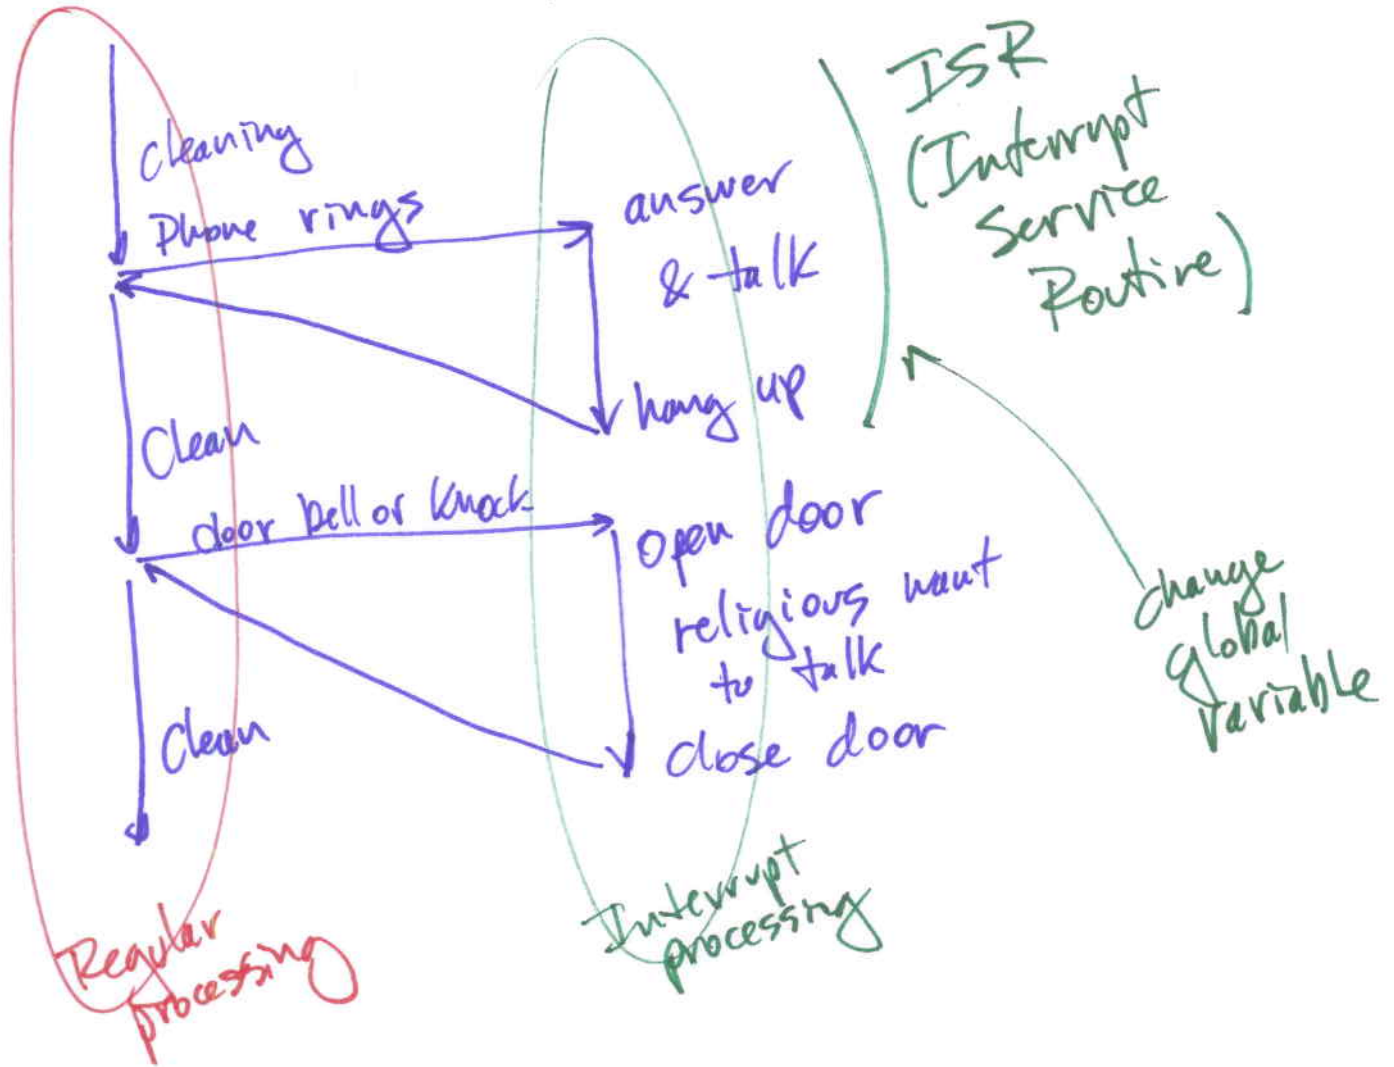 cleaning
Phone rings
answer
& talk
hang up
ISR
(Interrupt
Service
Routine)
Clean
door bell or knock
open door
religious want
to talk
close door
Clean
change
global
variable
Regular
processing
Interrupt
processing